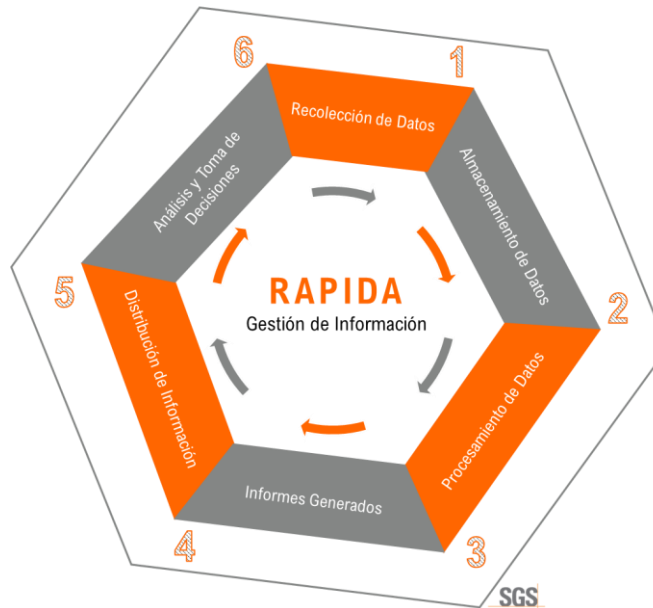 6
1
Recolección de Datos
Almacenamiento de Datos
2
Análisis y Toma de
Decisiones
5
RAPIDA
Gestión de Información
Distribución de Información
Procesamiento de Datos
Informes Generados
4
3
SGS